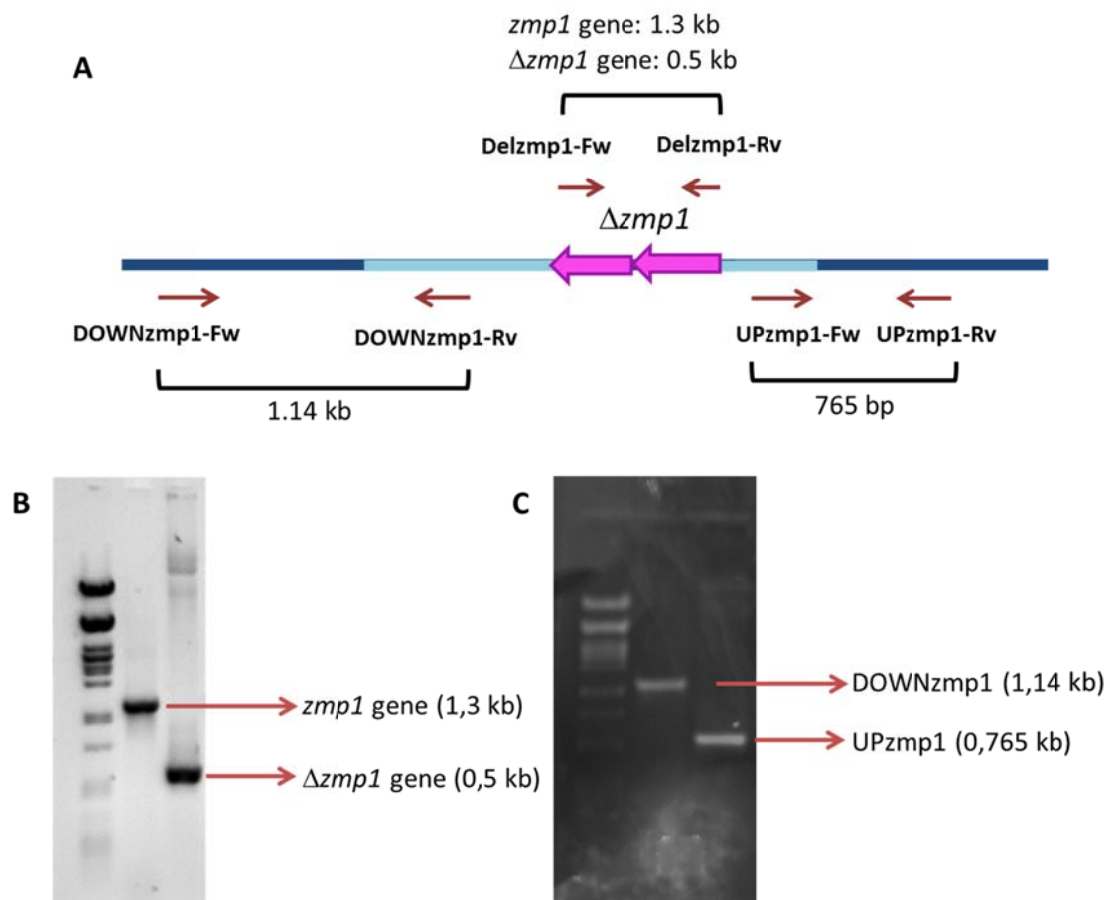 zmp1 gene: 1.3 kb
Δzmp1 gene: 0.5 kb
A
Delzmp1-Fw Delzmp1-Rv
Δzmp1
DOWNzmp1-Fw DOWNzmp1-Rv UPzmp1-Fw UPzmp1-Rv
1.14 kb 765 bp
B
zmp1 gene (1,3 kb)
Δzmp1 gene (0,5 kb)
C
DOWNzmp1 (1,14 kb)
UPzmp1 (0,765 kb)